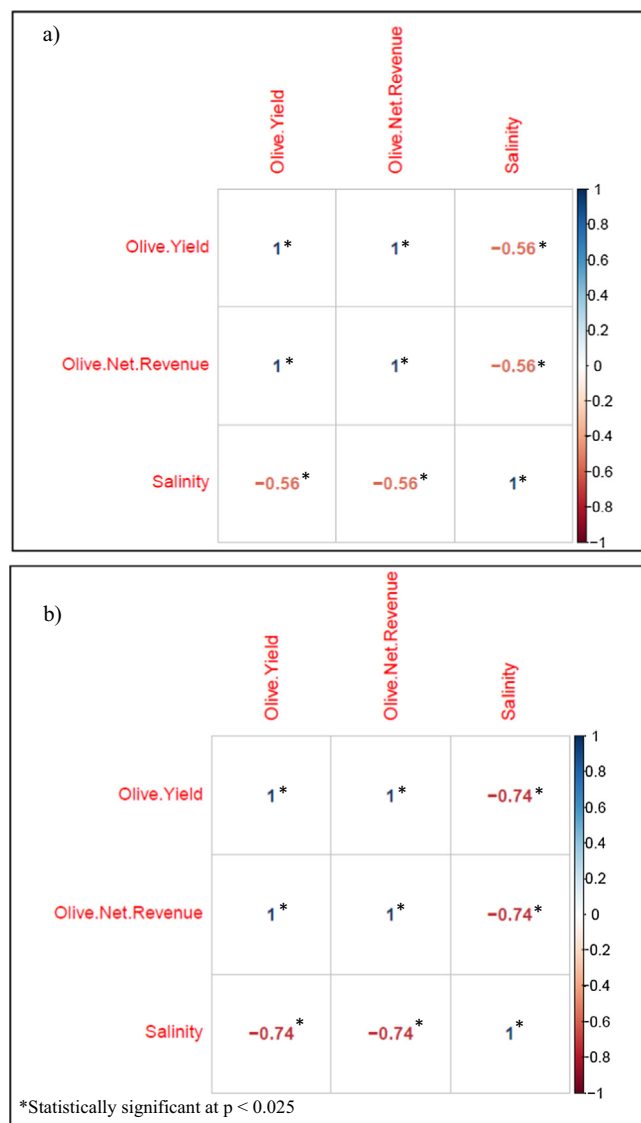 a)
Olive.Yield
Olive.Net.Revenue
Salinity
Olive.Yield 1* 1* −0.56*
Olive.Net.Revenue 1* 1* −0.56*
Salinity −0.56* −0.56* 1*
1
0.8
0.6
0.4
0.2
0
−0.2
−0.4
−0.6
−0.8
−1
b)
Olive.Yield
Olive.Net.Revenue
Salinity
Olive.Yield 1* 1* −0.74*
Olive.Net.Revenue 1* 1* −0.74*
Salinity −0.74* −0.74* 1*
1
0.8
0.6
0.4
0.2
0
−0.2
−0.4
−0.6
−0.8
−1
*Statistically significant at p < 0.025